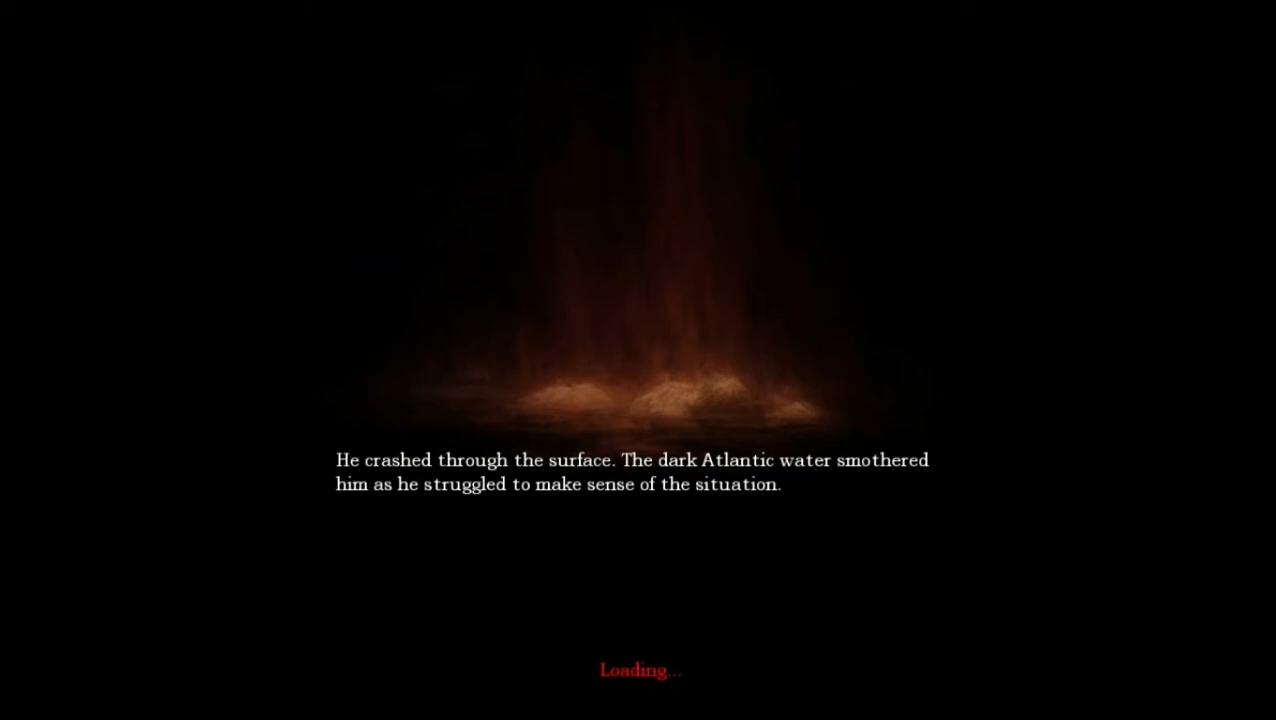 He crashed through the surface. The dark Atlantic water smothered
him as he struggled to make sense of the situation.
Loading...